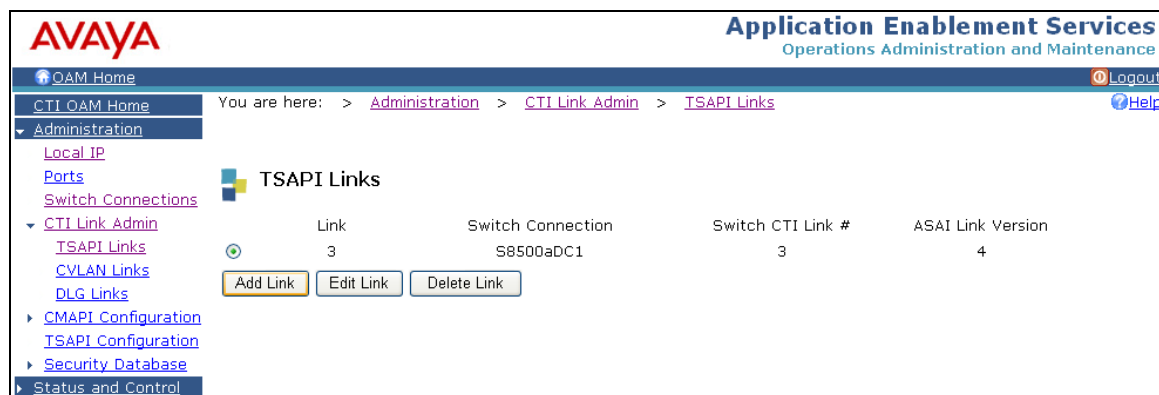 AVAYA
Application Enablement Services
Operations Administration and Maintenance
OAM Home
Logout
CTI OAM Home
You are here: > Administration > CTI Link Admin > TSAPI Links
Help
Administration
Local IP
Ports
Switch Connections
CTI Link Admin
TSAPI Links
CVLAN Links
DLG Links
CMAPI Configuration
TSAPI Configuration
Security Database
Status and Control
TSAPI Links
Link Switch Connection Switch CTI Link # ASAI Link Version
3 S8500aDC1 3 4
Add Link Edit Link Delete Link